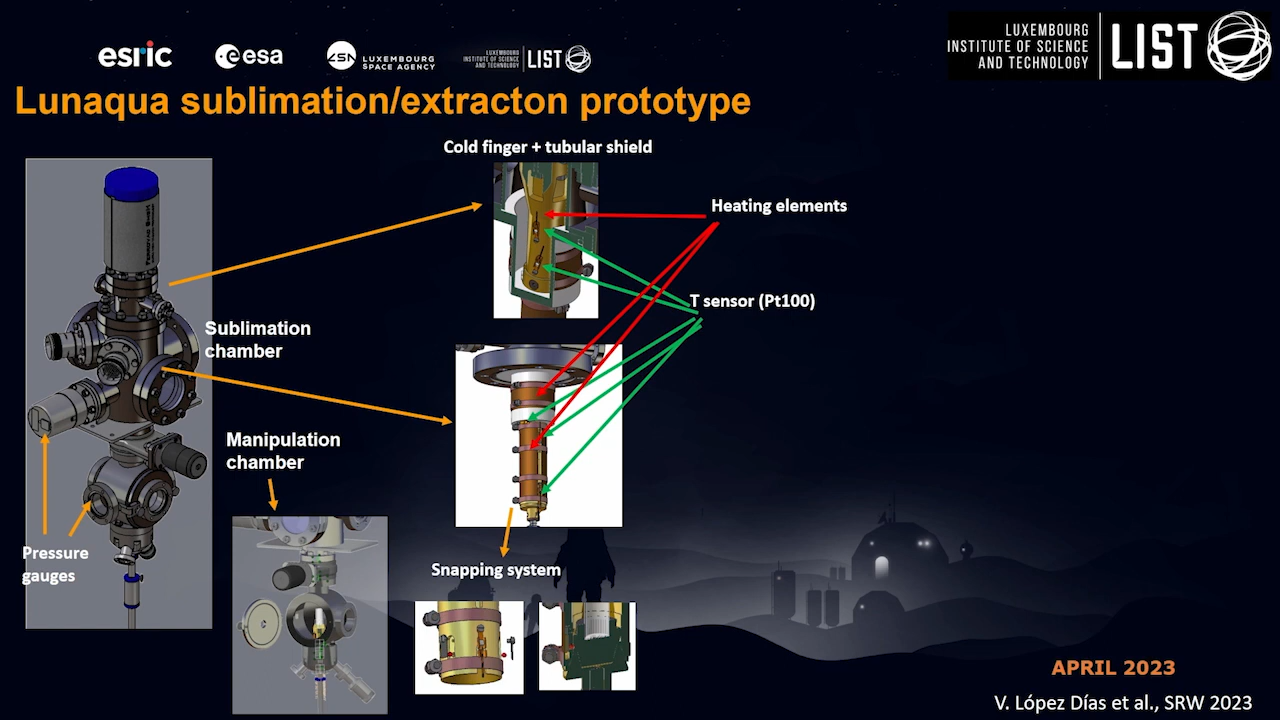 esric
esa
LSA
LUXEMBOURG
SPACE AGENCY
LUXEMBOURG
INSTITUTE OF SCIENCE
AND TECHNOLOGY
LIST
LUXEMBOURG
INSTITUTE OF SCIENCE
AND TECHNOLOGY
LIST
Lunaqua sublimation/extracton prototype
Cold finger + tubular shield
Heating elements
T sensor (Pt100)
Sublimation
chamber
Manipulation
chamber
Pressure
gauges
Snapping system
APRIL 2023
V. López Días et al., SRW 2023